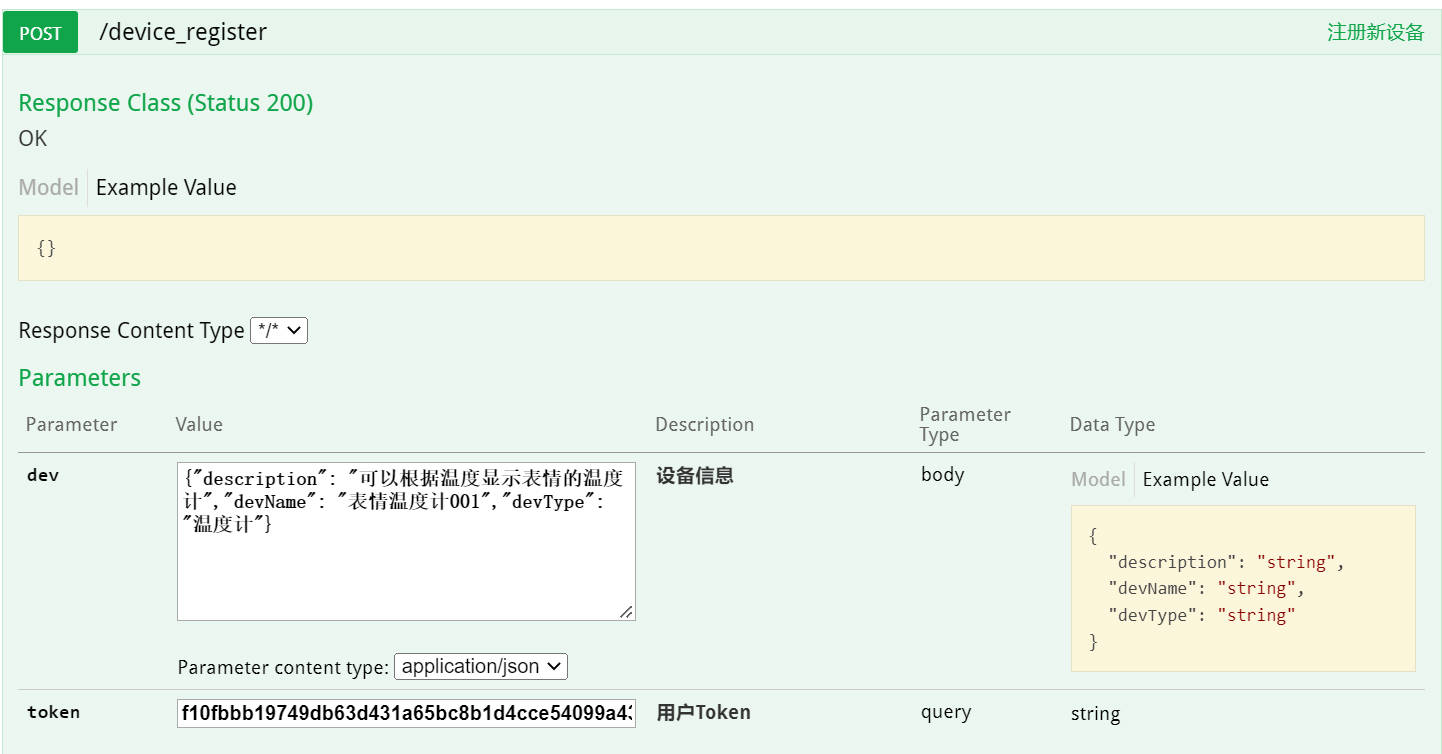 POST /device_register 注册新设备
Response Class (Status 200)
OK
Model Example Value
{}
Response Content Type */*
Parameters
Parameter Value Description Parameter Type Data Type
dev
{"description": "可以根据温度显示表情的温度
计","devName": "表情温度计001","devType":
"温度计"}
设备信息
body
Model Example Value
{
"description": "string",
"devName": "string",
"devType": "string"
}
Parameter content type: application/json
token f10fbbb19749db63d431a65bc8b1d4cce54099a43 用户Token query string